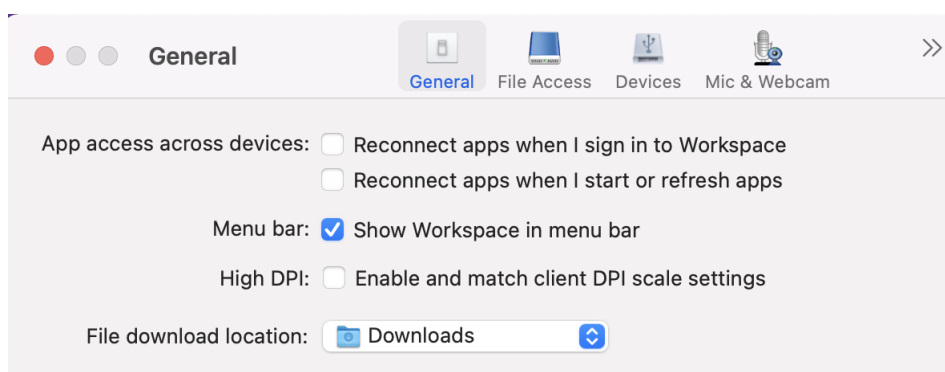 General
General File Access Devices Mic & Webcam
App access across devices: Reconnect apps when I sign in to Workspace
Reconnect apps when I start or refresh apps
Menu bar: Show Workspace in menu bar
High DPI: Enable and match client DPI scale settings
File download location: Downloads